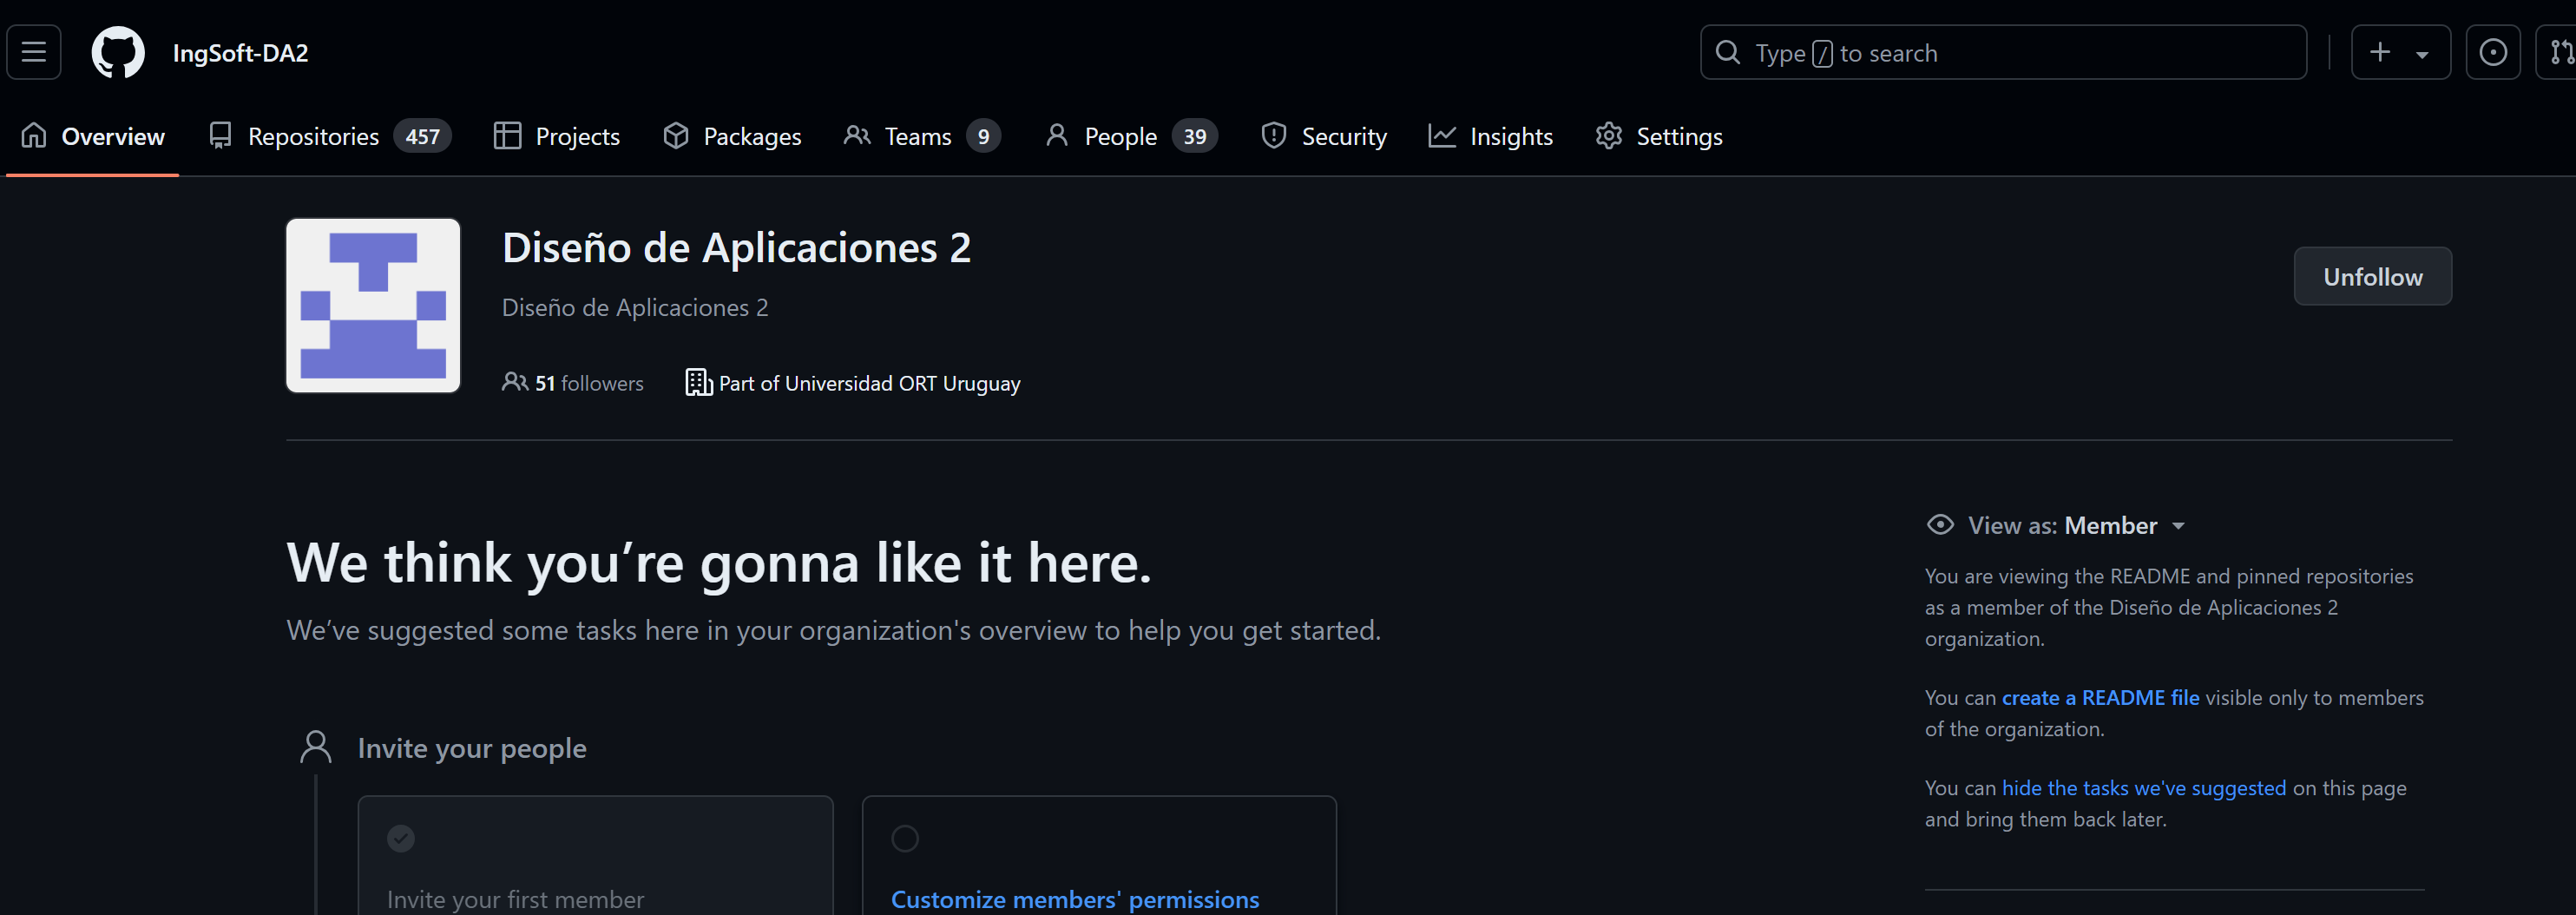 IngSoft-DA2
Type / to search
Overview Repositories 457 Projects Packages Teams 9 People 39 Security Insights Settings
Diseño de Aplicaciones 2
Diseño de Aplicaciones 2
Unfollow
51 followers Part of Universidad ORT Uruguay
We think you’re gonna like it here.
We’ve suggested some tasks here in your organization's overview to help you get started.
Invite your people
Invite your first member
Customize members' permissions
View as: Member
You are viewing the README and pinned repositories
as a member of the Diseño de Aplicaciones 2
organization.
You can create a README file visible only to members
of the organization.
You can hide the tasks we've suggested on this page
and bring them back later.